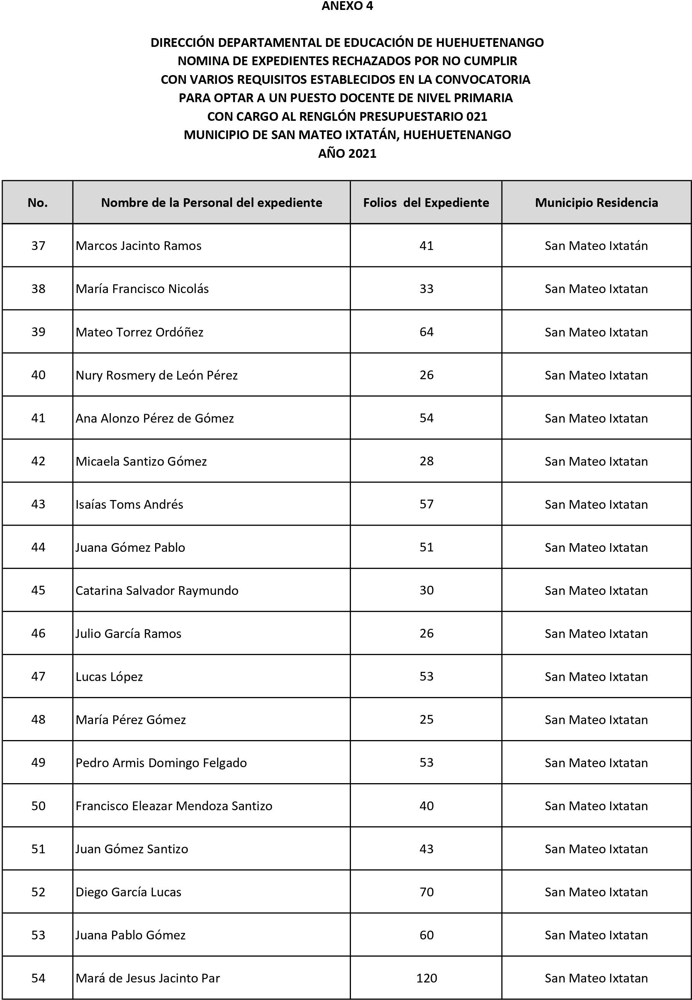 ANEXO 4
DIRECCIÓN DEPARTAMENTAL DE EDUCACIÓN DE HUEHUETENANGO
NOMINA DE EXPEDIENTES RECHAZADOS POR NO CUMPLIR
CON VARIOS REQUISITOS ESTABLECIDOS EN LA CONVOCATORIA
PARA OPTAR A UN PUESTO DOCENTE DE NIVEL PRIMARIA
CON CARGO AL RENGLÓN PRESUPUESTARIO 021
MUNICIPIO DE SAN MATEO IXTATÁN, HUEHUETENANGO
AÑO 2021
No. Nombre de la Personal del expediente Folios del Expediente Municipio Residencia
37 Marcos Jacinto Ramos 41 San Mateo Ixtatán
38 María Francisco Nicolás 33 San Mateo Ixtatan
39 Mateo Torrez Ordóñez 64 San Mateo Ixtatan
40 Nury Rosmery de León Pérez 26 San Mateo Ixtatan
41 Ana Alonzo Pérez de Gómez 54 San Mateo Ixtatan
42 Micaela Santizo Gómez 28 San Mateo Ixtatan
43 Isaías Toms Andrés 57 San Mateo Ixtatan
44 Juana Gómez Pablo 51 San Mateo Ixtatan
45 Catarina Salvador Raymundo 30 San Mateo Ixtatan
46 Julio García Ramos 26 San Mateo Ixtatan
47 Lucas López 53 San Mateo Ixtatan
48 María Pérez Gómez 25 San Mateo Ixtatan
49 Pedro Armis Domingo Felgado 53 San Mateo Ixtatan
50 Francisco Eleazar Mendoza Santizo 40 San Mateo Ixtatan
51 Juan Gómez Santizo 43 San Mateo Ixtatan
52 Diego García Lucas 70 San Mateo Ixtatan
53 Juana Pablo Gómez 60 San Mateo Ixtatan
54 Mará de Jesus Jacinto Par 120 San Mateo Ixtatan